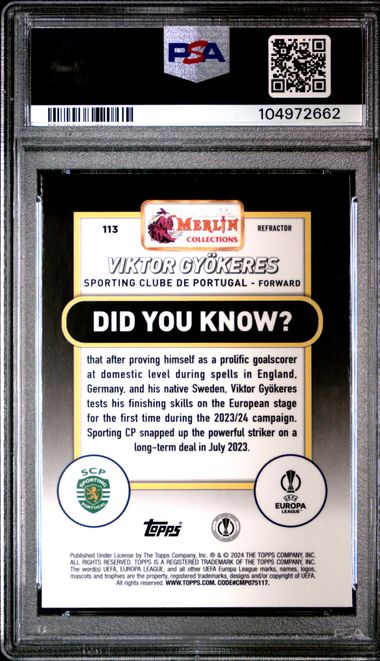 PSA
104972662
113
MERLIN
COLLECTIONS
REFRACTOR
VIKTOR GYÖKERES
SPORTING CLUBE DE PORTUGAL - FORWARD
DID YOU KNOW?
that after proving himself as a prolific goalscorer
at domestic level during spells in England,
Germany, and his native Sweden, Viktor Gyökeres
tests his finishing skills on the European stage
for the first time during the 2023/24 campaign.
Sporting CP snapped up the powerful striker on a
long-term deal in July 2023.
SCP
SPORTING
PORTUGAL
Topps
UEFA
EUROPA
LEAGUE
Published Under License by The Topps Company, Inc. ® & © 2024 THE TOPPS COMPANY, INC.
ALL RIGHTS RESERVED. TOPPS IS A REGISTERED TRADEMARK OF THE TOPPS COMPANY, INC.
The word(s) UEFA, EUROPA LEAGUE, and all other UEFA Europa League marks, names, logos,
mascots and trophies are the property, registered trademarks, designs and/or copyright of UEFA.
All rights reserved. WWW.TOPPS.COM. CODE#CMP075117.